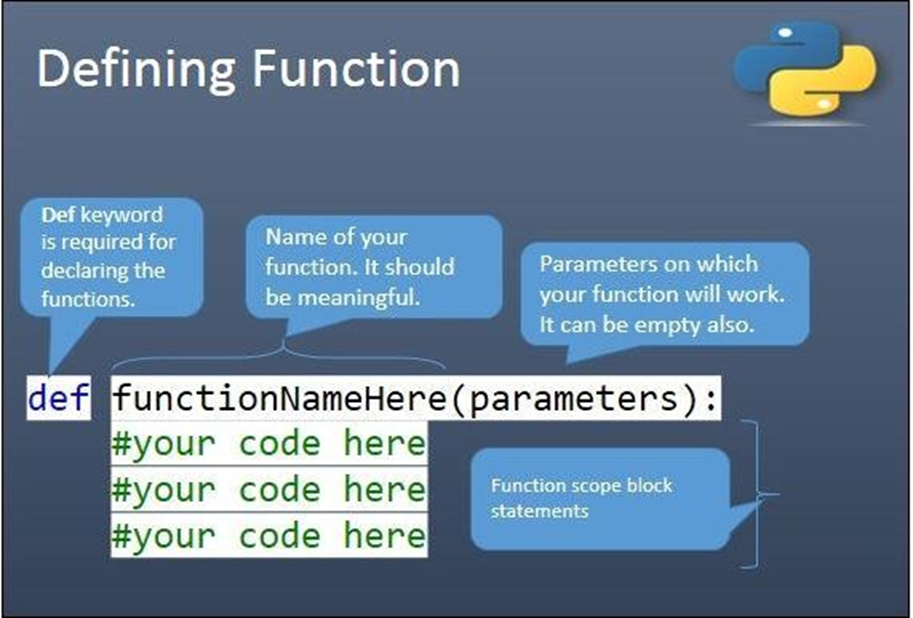 Defining Function
Def keyword
is required for
declaring the
functions.
Name of your
function. It should
be meaningful.
Parameters on which
your function will work.
It can be empty also.
def functionNameHere(parameters):
#your code here
#your code here
#your code here
Function scope block
statements